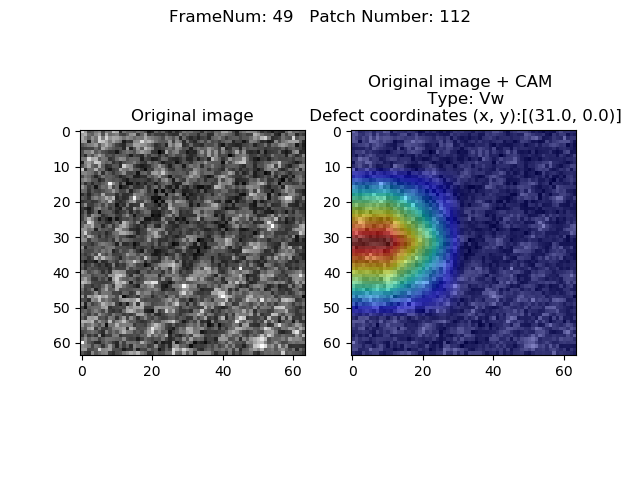 FrameNum: 49   Patch Number: 112
Original image
Original image + CAM
Type: Vw
Defect coordinates (x, y):[(31.0, 0.0)]
0
10
20
30
40
50
60
0 20 40 60
0
10
20
30
40
50
60
0 20 40 60